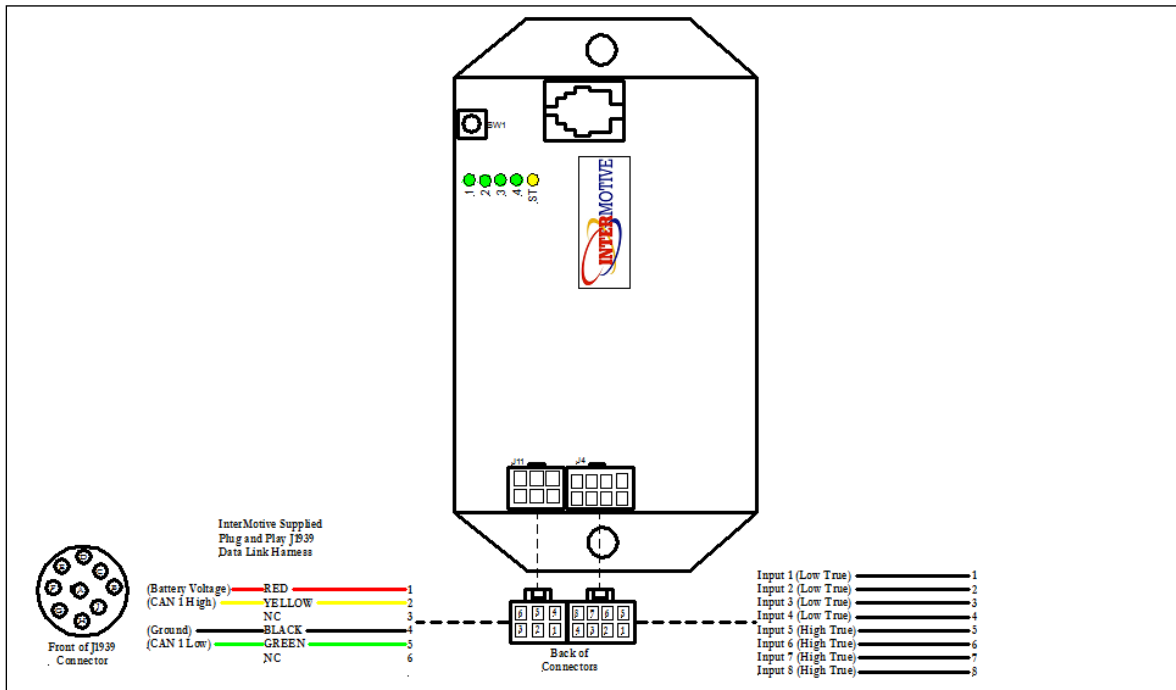 SW1
1
2
3
4
ST
INTERMOTIVE
J11
J4
InterMotive Supplied
Plug and Play J1939
Data Link Harness
(Battery Voltage) RED 1
(CAN 1 High) YELLOW 2
NC 3
(Ground) BLACK 4
(CAN 1 Low) GREEN 5
NC 6
Front of J1939
Connector
6 5 4
3 2 1
8 7 6 5
4 3 2 1
Back of
Connectors
Input 1 (Low True) 1
Input 2 (Low True) 2
Input 3 (Low True) 3
Input 4 (Low True) 4
Input 5 (High True) 5
Input 6 (High True) 6
Input 7 (High True) 7
Input 8 (High True) 8